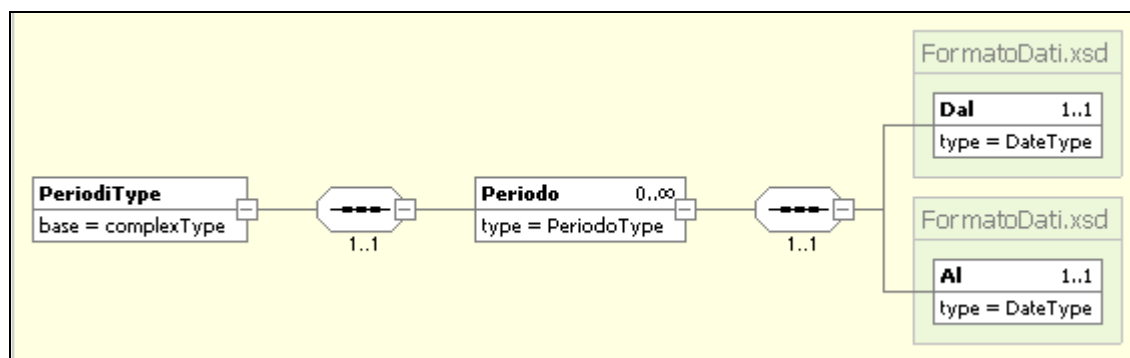 FormatoDati.xsd
Dal 1..1
type = DateType
PeriodiType
base = complexType
1..1
Periodo 0..∞
type = PeriodoType
1..1
FormatoDati.xsd
Al 1..1
type = DateType